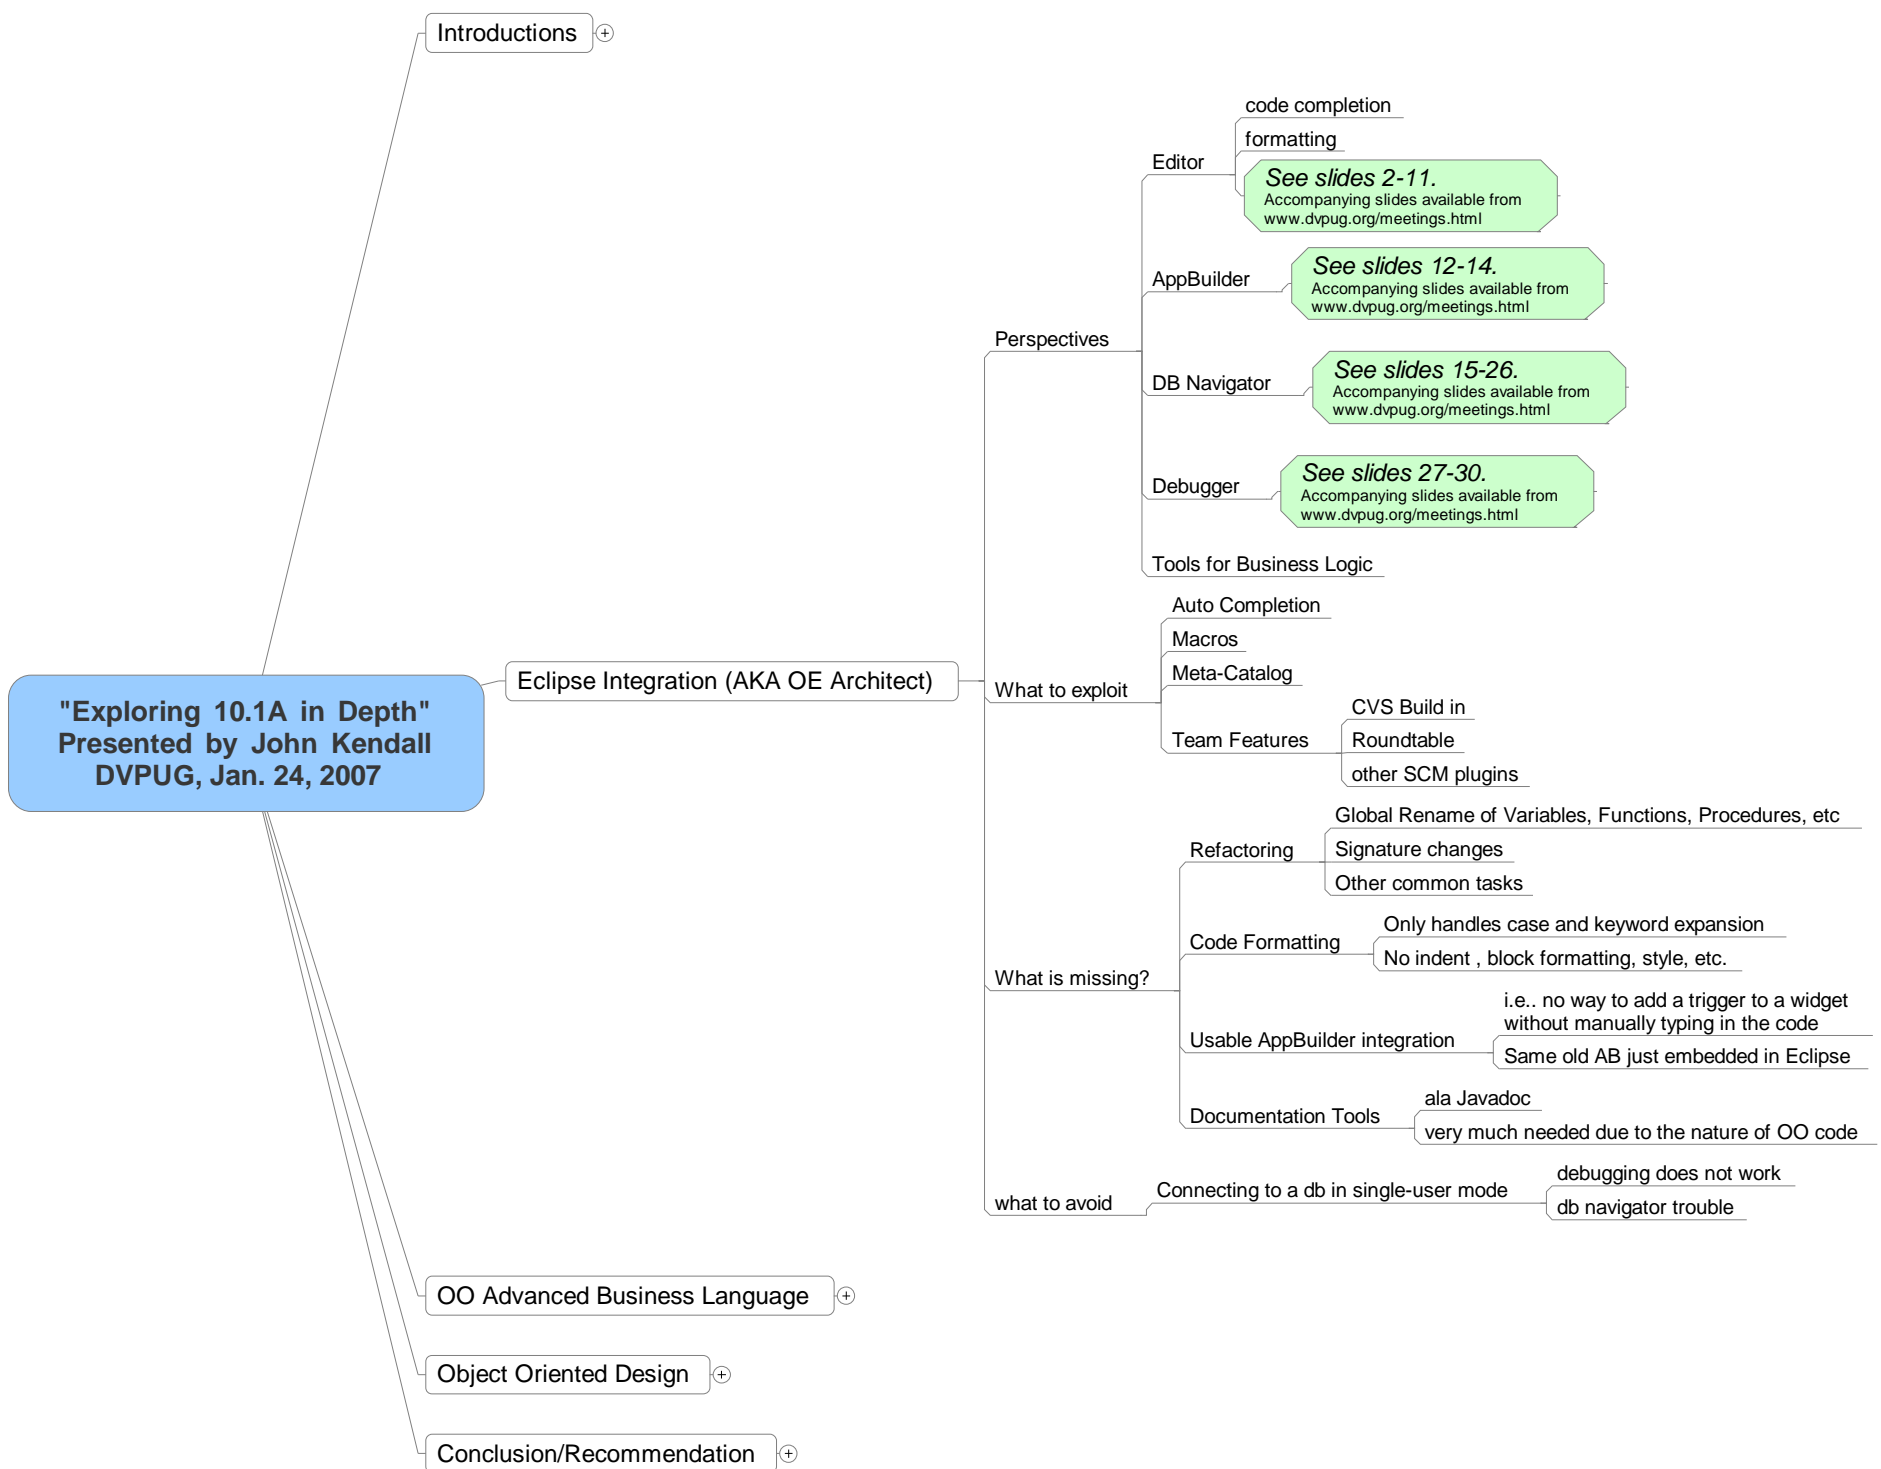 Introductions
"Exploring 10.1A in Depth"
Presented by John Kendall
DVPUG, Jan. 24, 2007
Eclipse Integration (AKA OE Architect)
Perspectives
Editor
code completion
formatting
See slides 2-11.
Accompanying slides available from
www.dvpug.org/meetings.html
AppBuilder
See slides 12-14.
Accompanying slides available from
www.dvpug.org/meetings.html
DB Navigator
See slides 15-26.
Accompanying slides available from
www.dvpug.org/meetings.html
Debugger
See slides 27-30.
Accompanying slides available from
www.dvpug.org/meetings.html
Tools for Business Logic
What to exploit
Auto Completion
Macros
Meta-Catalog
Team Features
CVS Build in
Roundtable
other SCM plugins
What is missing?
Refactoring
Global Rename of Variables, Functions, Procedures, etc
Signature changes
Other common tasks
Code Formatting
Only handles case and keyword expansion
No indent , block formatting, style, etc.
Usable AppBuilder integration
i.e.. no way to add a trigger to a widget
without manually typing in the code
Same old AB just embedded in Eclipse
Documentation Tools
ala Javadoc
very much needed due to the nature of OO code
what to avoid
Connecting to a db in single-user mode
debugging does not work
db navigator trouble
OO Advanced Business Language
Object Oriented Design
Conclusion/Recommendation